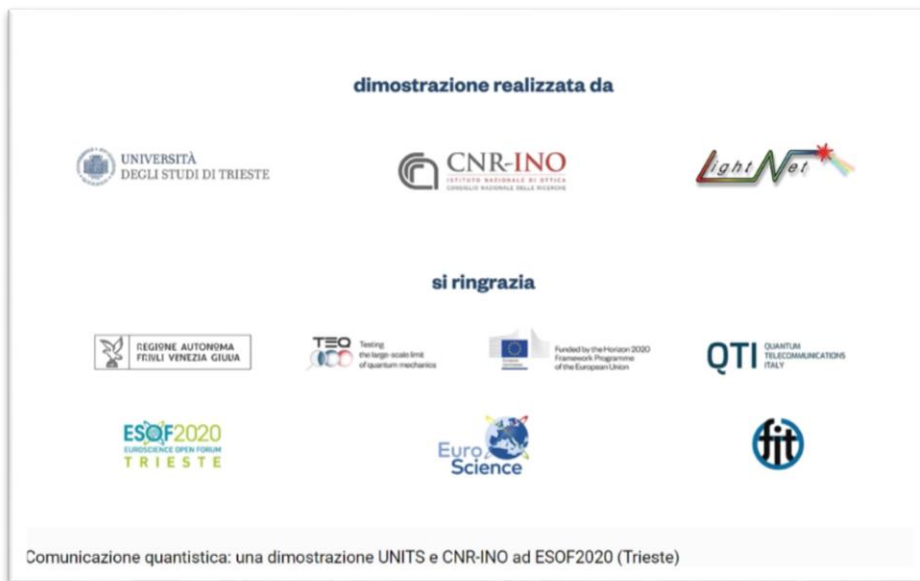 dimostrazione realizzata da
UNIVERSITÀ
DEGLI STUDI DI TRIESTE
CNR-INO
ISTITUTO NAZIONALE DI OTTICA
CONSIGLIO NAZIONALE DELLE RICERCHE
Light Net
si ringrazia
REGIONE AUTONOMA
FRIULI VENEZIA GIULIA
TEQ
Testing
the large-scale limit
of quantum mechanics
Funded by the Horizon 2020
Framework Programme
of the European Union
QTI
QUANTUM
TELECOMMUNICATIONS
ITALY
ESOF2020
EUROSCIENCE OPEN FORUM
TRIESTE
Euro
Science
fit
Comunicazione quantistica: una dimostrazione UNITS e CNR-INO ad ESOF2020 (Trieste)